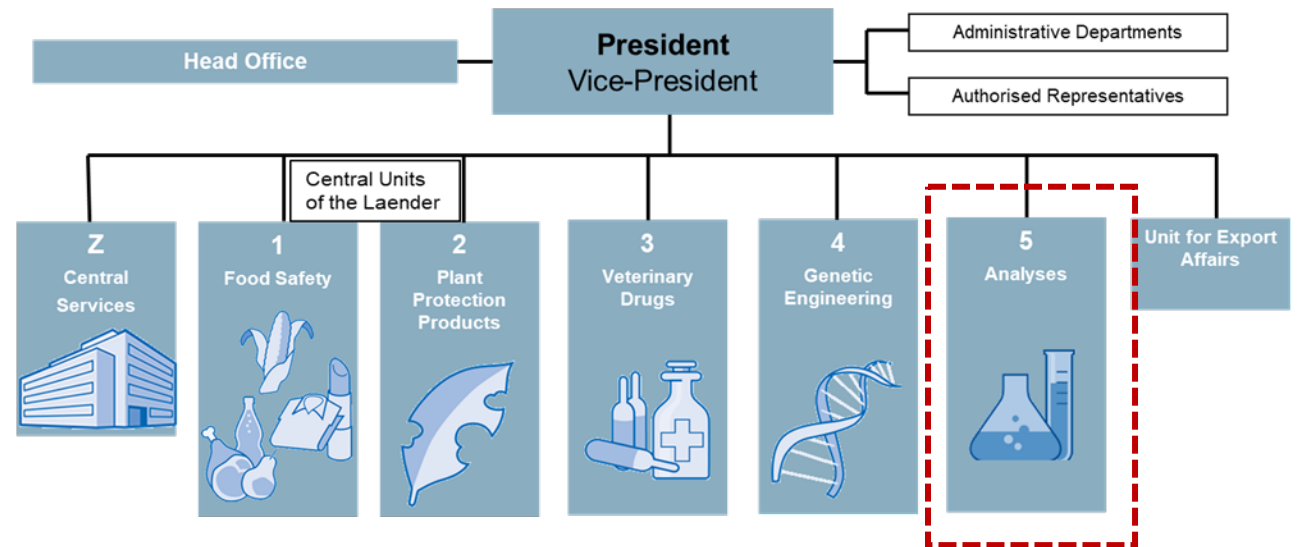 President
Vice-President
Head Office
Administrative Departments
Authorised Representatives
Central Units
of the Laender
Z
Central
Services
1
Food Safety
2
Plant
Protection
Products
3
Veterinary
Drugs
4
Genetic
Engineering
5
Analyses
Unit for Export
Affairs